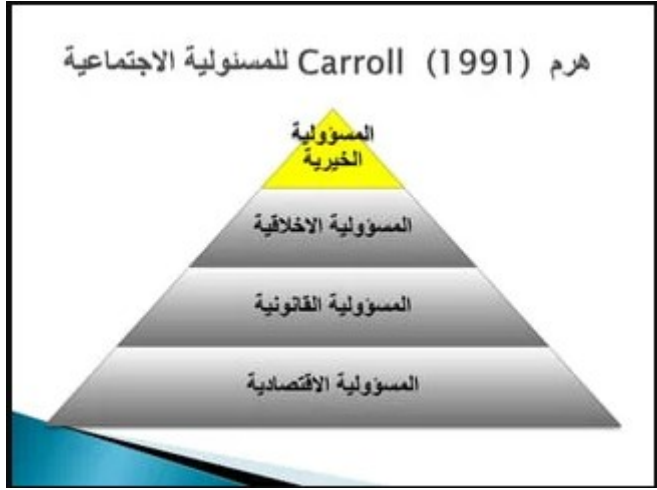 هرم Carroll (1991) للمسئولية الاجتماعية
المسؤولية
الخيرية
المسؤولية الاخلاقية
المسؤولية القانونية
المسؤولية الاقتصادية